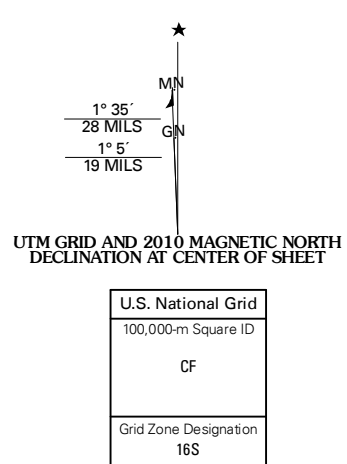 ★
MN
1° 35´
28 MILS
GN
1° 5´
19 MILS
UTM GRID AND 2010 MAGNETIC NORTH
DECLINATION AT CENTER OF SHEET
U.S. National Grid
100,000-m Square ID
CF
Grid Zone Designation
16S